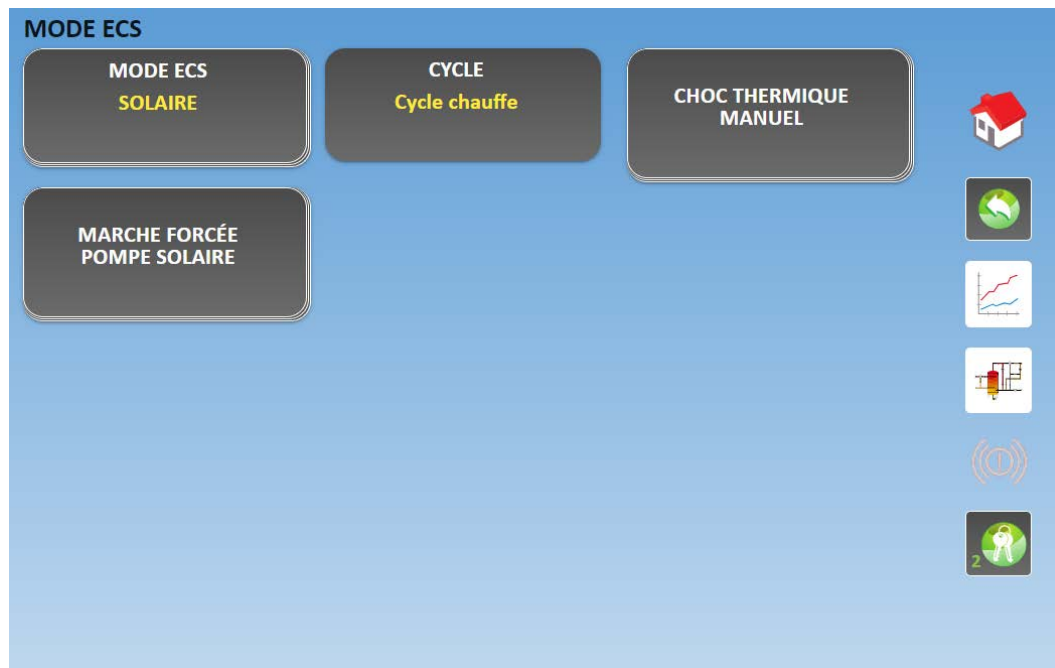 MODE ECS
MODE ECS
SOLAIRE
CYCLE
Cycle chauffe
CHOC THERMIQUE
MANUEL
MARCHE FORCÉE
POMPE SOLAIRE
2